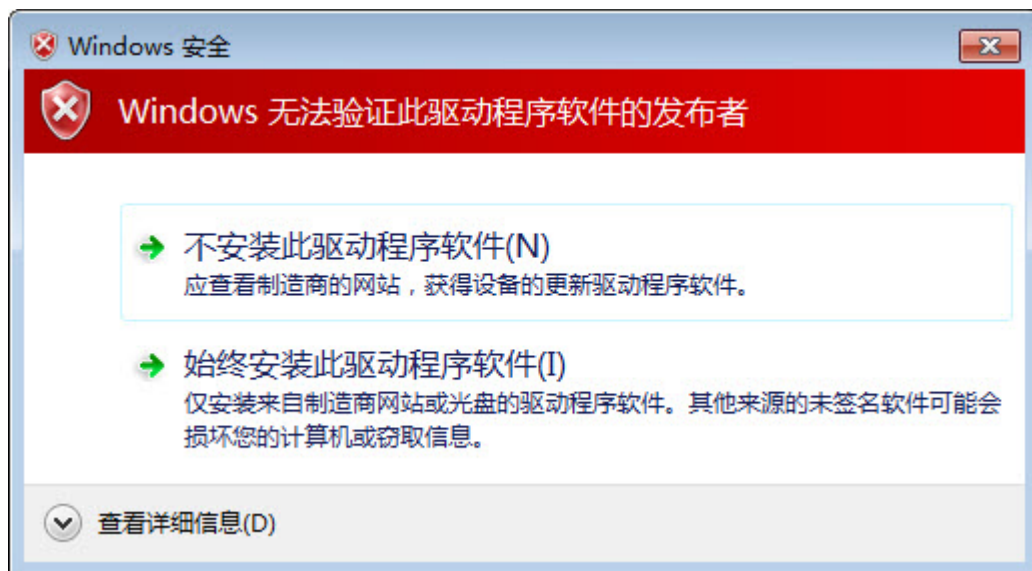 Windows 安全
Windows 无法验证此驱动程序软件的发布者
不安装此驱动程序软件(N)
应查看制造商的网站，获得设备的更新驱动程序软件。
始终安装此驱动程序软件(I)
仅安装来自制造商网站或光盘的驱动程序软件。其他来源的未签名软件可能会
损坏您的计算机或窃取信息。
查看详细信息(D)